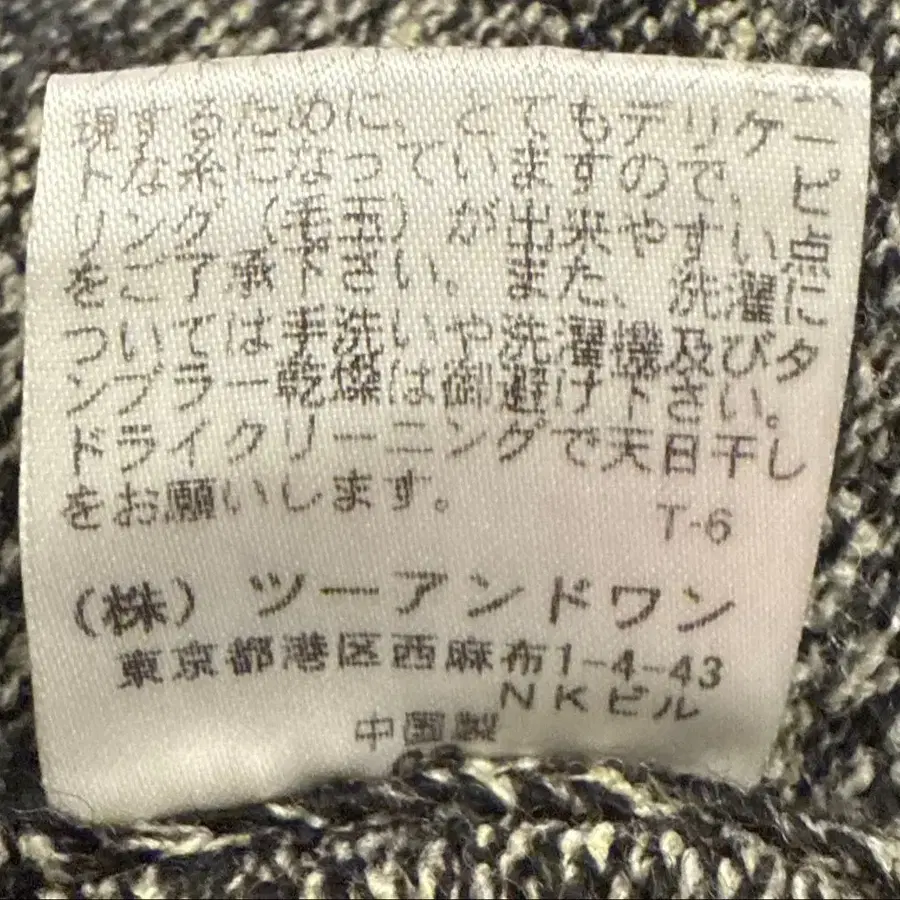 現するために、とてもデリケー
トな糸になっていますので、ピ
リング（毛玉）が出来やすい点
をご了承下さい。また、洗濯に
ついては手洗いや洗濯機及びタ
ンブラー乾燥は御避け下さい。
ドライクリーニングで天日干し
をお願いします。
T-6
（株）ツーアンドワン
東京都港区西麻布1-4-43
NKビル
中国製